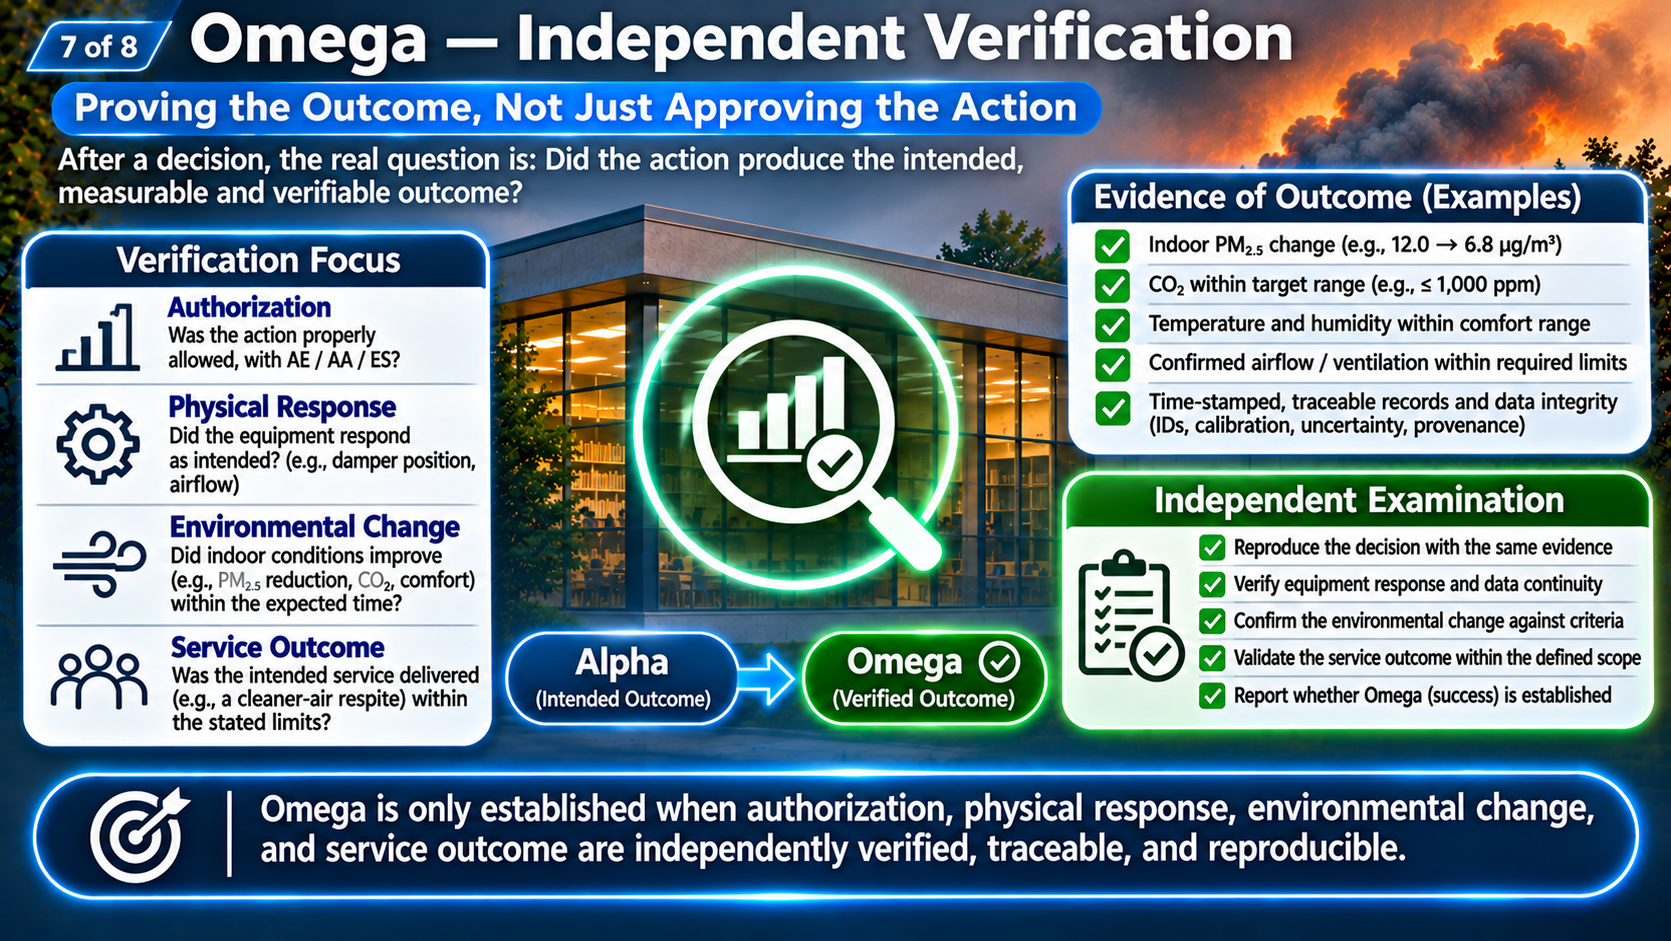 7 of 8
Omega — Independent Verification
Proving the Outcome, Not Just Approving the Action
After a decision, the real question is: Did the action produce the intended,
measurable and verifiable outcome?
Verification Focus
Authorization
Was the action properly
allowed, with AE / AA / ES?
Physical Response
Did the equipment respond
as intended? (e.g., damper position,
airflow)
Environmental Change
Did indoor conditions improve
(e.g., PM₂.₅ reduction, CO₂, comfort)
within the expected time?
Service Outcome
Was the intended service delivered
(e.g., a cleaner-air respite) within
the stated limits?
Alpha
(Intended Outcome)
Omega
(Verified Outcome)
Evidence of Outcome (Examples)
Indoor PM₂.₅ change (e.g., 12.0 → 6.8 µg/m³)
CO₂ within target range (e.g., ≤ 1,000 ppm)
Temperature and humidity within comfort range
Confirmed airflow / ventilation within required limits
Time-stamped, traceable records and data integrity
(IDs, calibration, uncertainty, provenance)
Independent Examination
Reproduce the decision with the same evidence
Verify equipment response and data continuity
Confirm the environmental change against criteria
Validate the service outcome within the defined scope
Report whether Omega (success) is established
Omega is only established when authorization, physical response, environmental change,
and service outcome are independently verified, traceable, and reproducible.